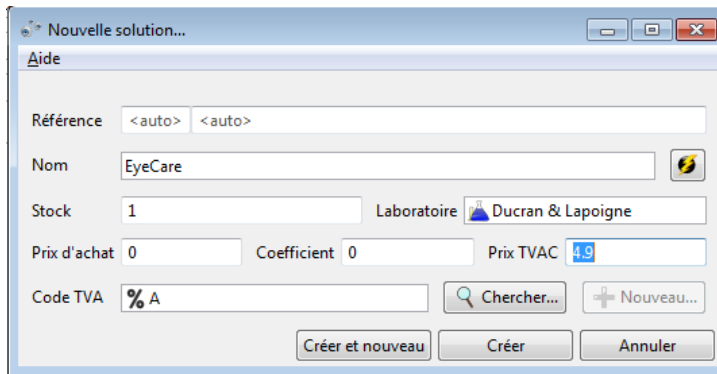 Nouvelle solution...
Aide
Référence <auto> <auto>
Nom EyeCare
Stock 1 Laboratoire Ducran & Lapoigne
Prix d'achat 0 Coefficient 0 Prix TVAC 4.9
Code TVA % A Chercher... Nouveau...
Créer et nouveau Créer Annuler